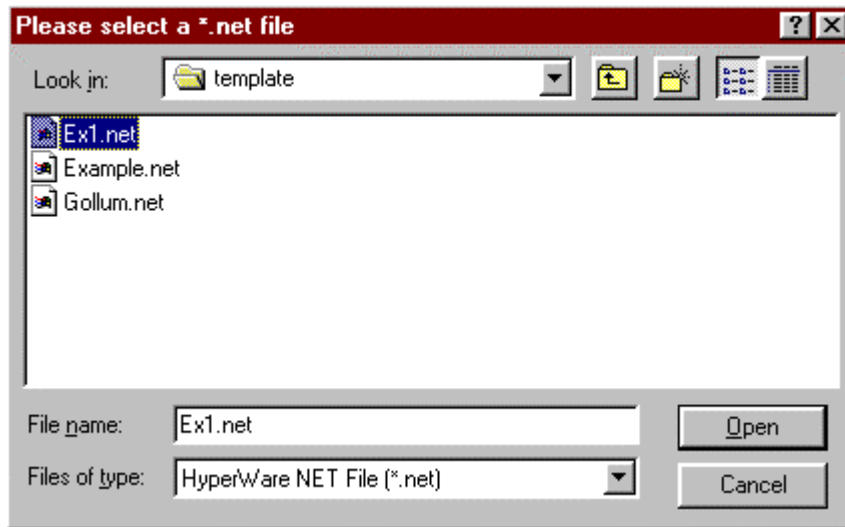 Please select a *.net file
Look in: template
Ex1.net
Example.net
Gollum.net
File name: Ex1.net Open
Files of type: HyperWare NET File (*.net) Cancel